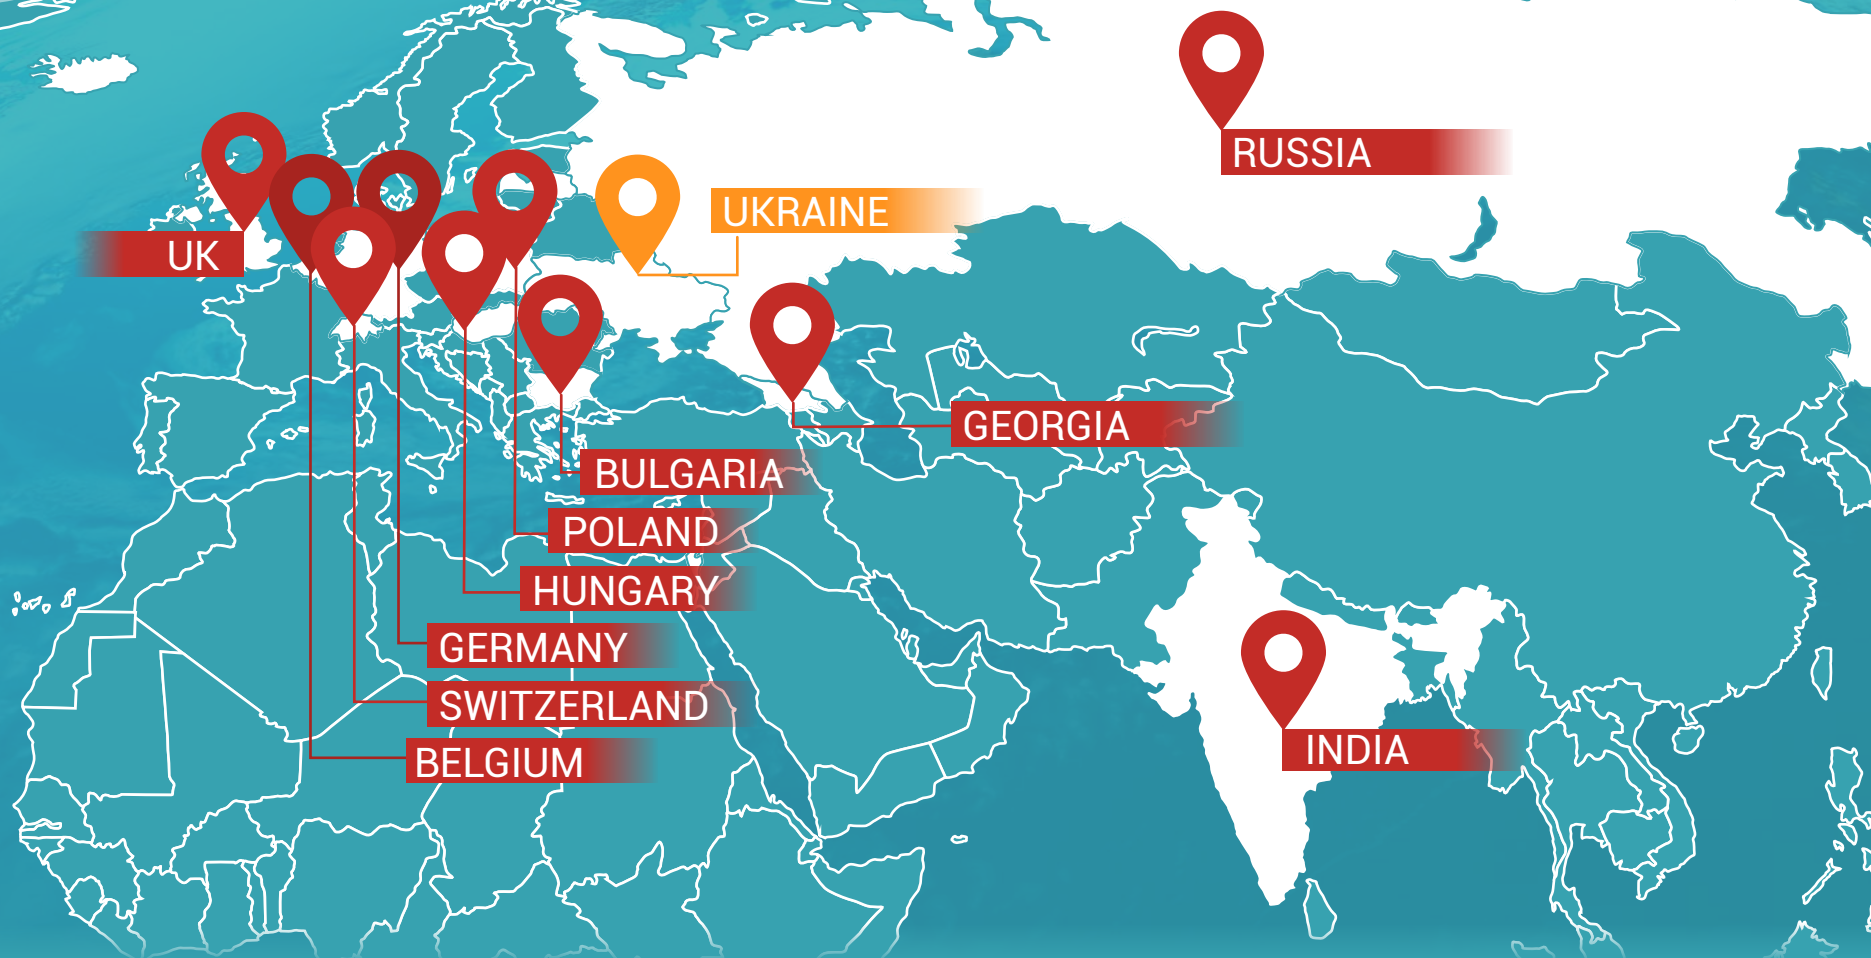 RUSSIA
UKRAINE
UK
GEORGIA
BULGARIA
POLAND
HUNGARY
GERMANY
SWITZERLAND
INDIA
BELGIUM